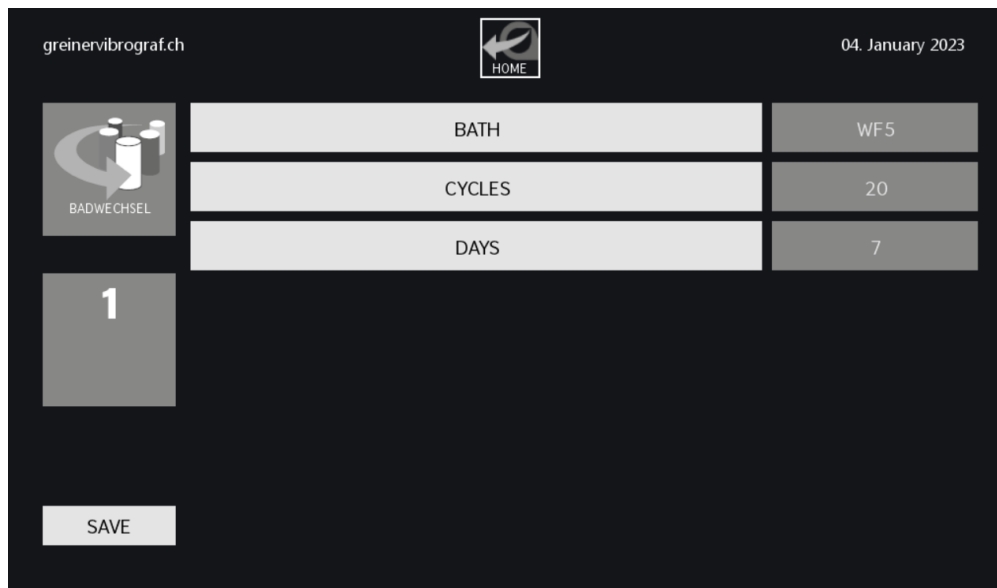 greinervibrograf.ch
HOME
04. January 2023
BADWECHSEL
BATH
WF5
CYCLES
20
DAYS
7
1
SAVE